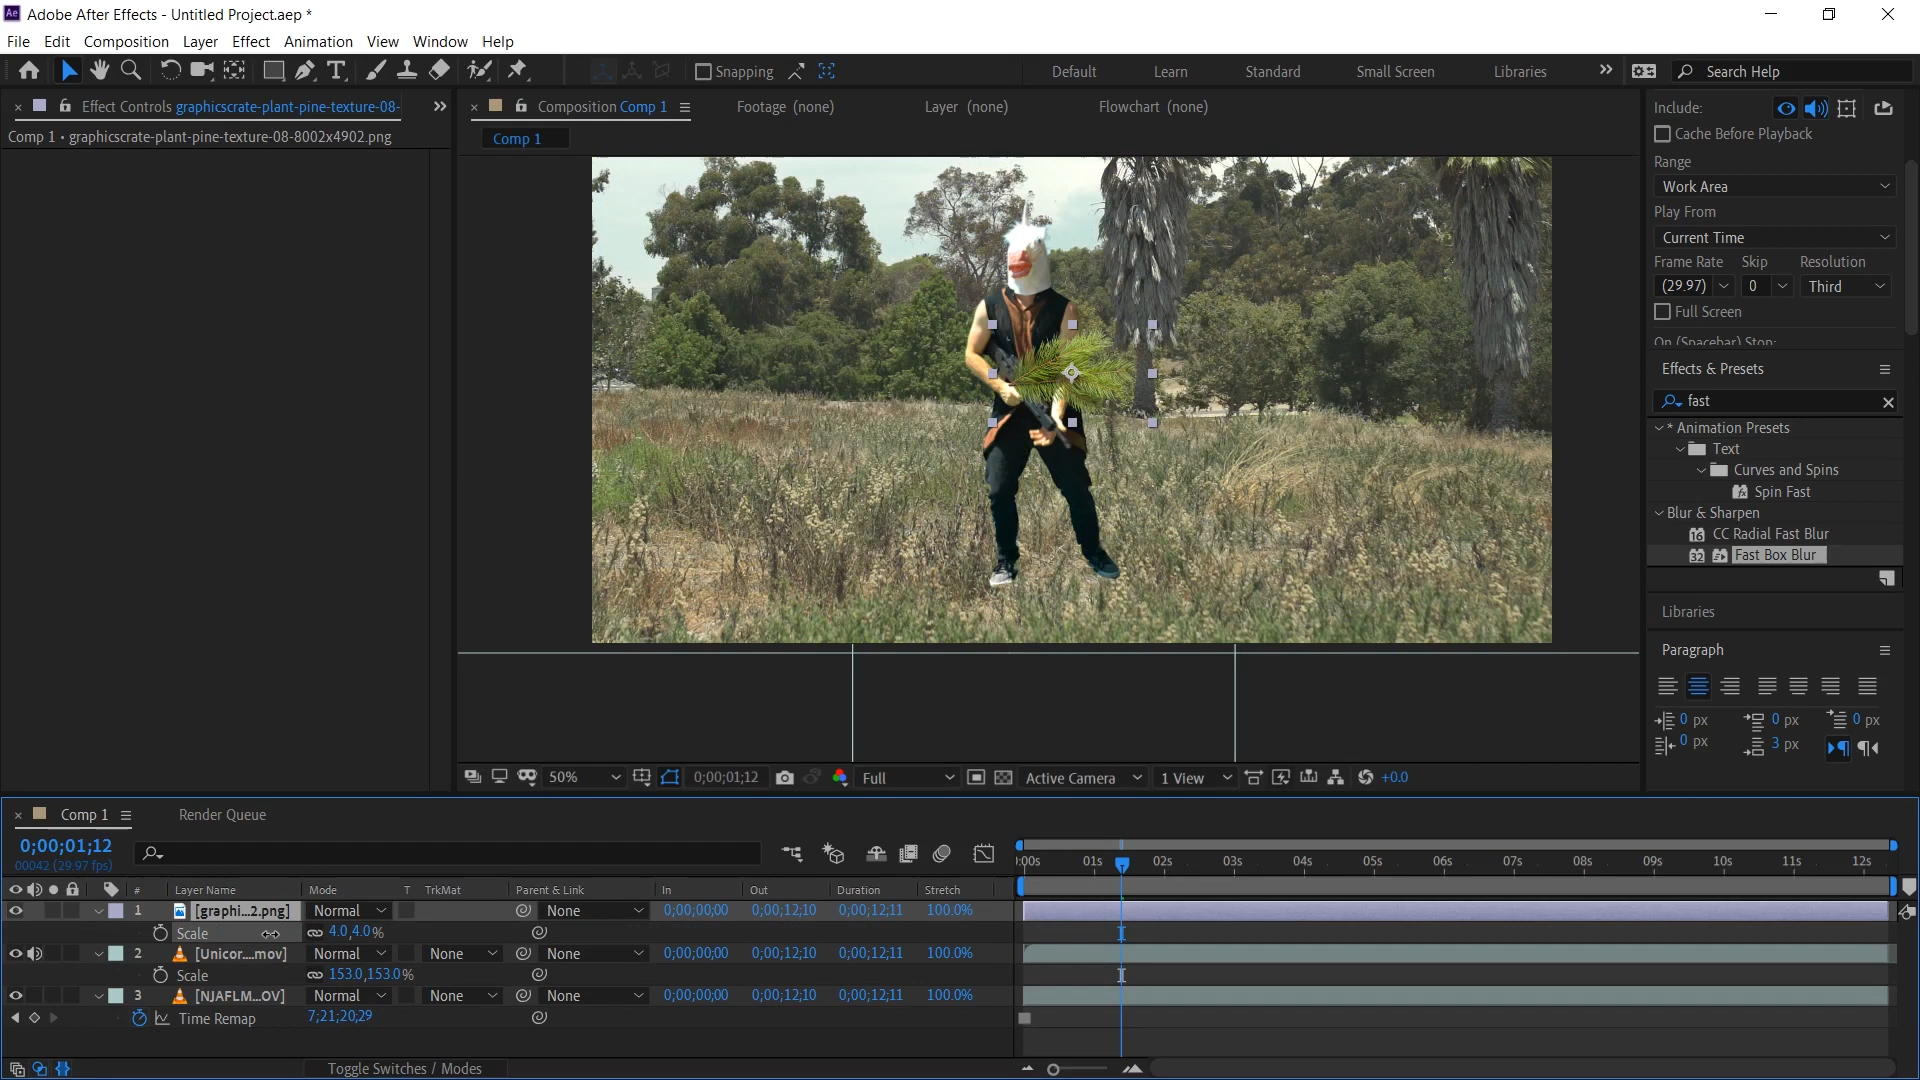 Adobe After Effects - Untitled Project.aep *
File Edit Composition Layer Effect Animation View Window Help
Snapping
Default Learn Standard Small Screen Libraries
Search Help
Effect Controls graphicscrate-plant-pine-texture-08-
Composition Comp 1
Footage (none)
Layer (none)
Flowchart (none)
Comp 1 • graphicscrate-plant-pine-texture-08-8002x4902.png
Comp 1
Include:
Cache Before Playback
Range
Work Area
Play From
Current Time
Frame Rate Skip Resolution
(29.97) 0 Third
Full Screen
On (Spacebar) Stop:
Effects & Presets
fast
* Animation Presets
Text
Curves and Spins
Spin Fast
Blur & Sharpen
16 CC Radial Fast Blur
32 Fast Box Blur
Libraries
Paragraph
0 px 0 px 0 px
0 px 3 px
50% 0;00;01;12 Full Active Camera 1 View +0.0
Comp 1 Render Queue
0;00;01;12
00042 (29.97 fps)
):00s 01s 02s 03s 04s 05s 06s 07s 08s 09s 10s 11s 12s
# Layer Name Mode T TrkMat Parent & Link In Out Duration Stretch
1 [graphi...2.png] Normal None 0;00;00;00 0;00;12;10 0;00;12;11 100.0%
Scale 4.0,4.0%
2 [Unicor....mov] Normal None None 0;00;00;00 0;00;12;10 0;00;12;11 100.0%
Scale 153.0,153.0%
3 [NJAFLM...OV] Normal None None 0;00;00;00 0;00;12;10 0;00;12;11 100.0%
Time Remap 7;21;20;29
Toggle Switches / Modes